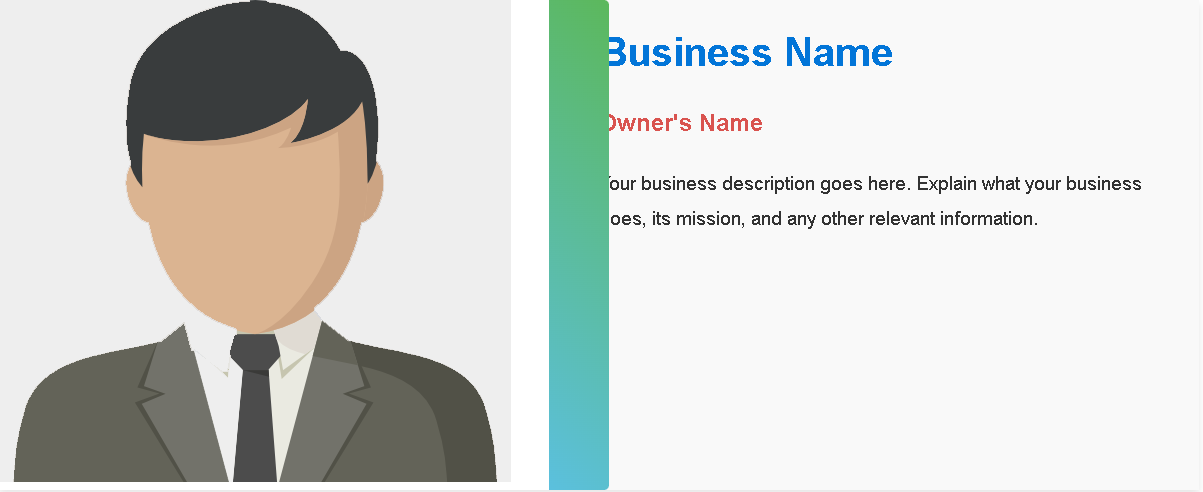 Business Name
Owner's Name
Your business description goes here. Explain what your business
oes, its mission, and any other relevant information.